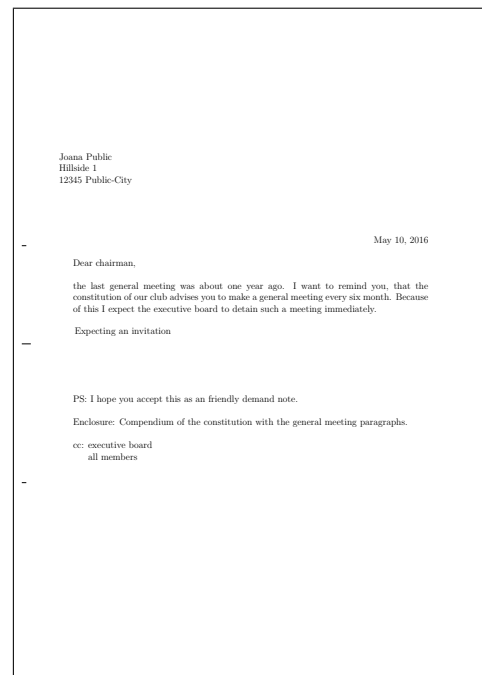 Joana Public
Hillside 1
12345 Public-City
May 10, 2016
Dear chairman,
the last general meeting was about one year ago. I want to remind you, that the
constitution of our club advises you to make a general meeting every six month. Because
of this I expect the executive board to detain such a meeting immediately.
Expecting an invitation
PS: I hope you accept this as an friendly demand note.
Enclosure: Compendium of the constitution with the general meeting paragraphs.
cc: executive board
all members